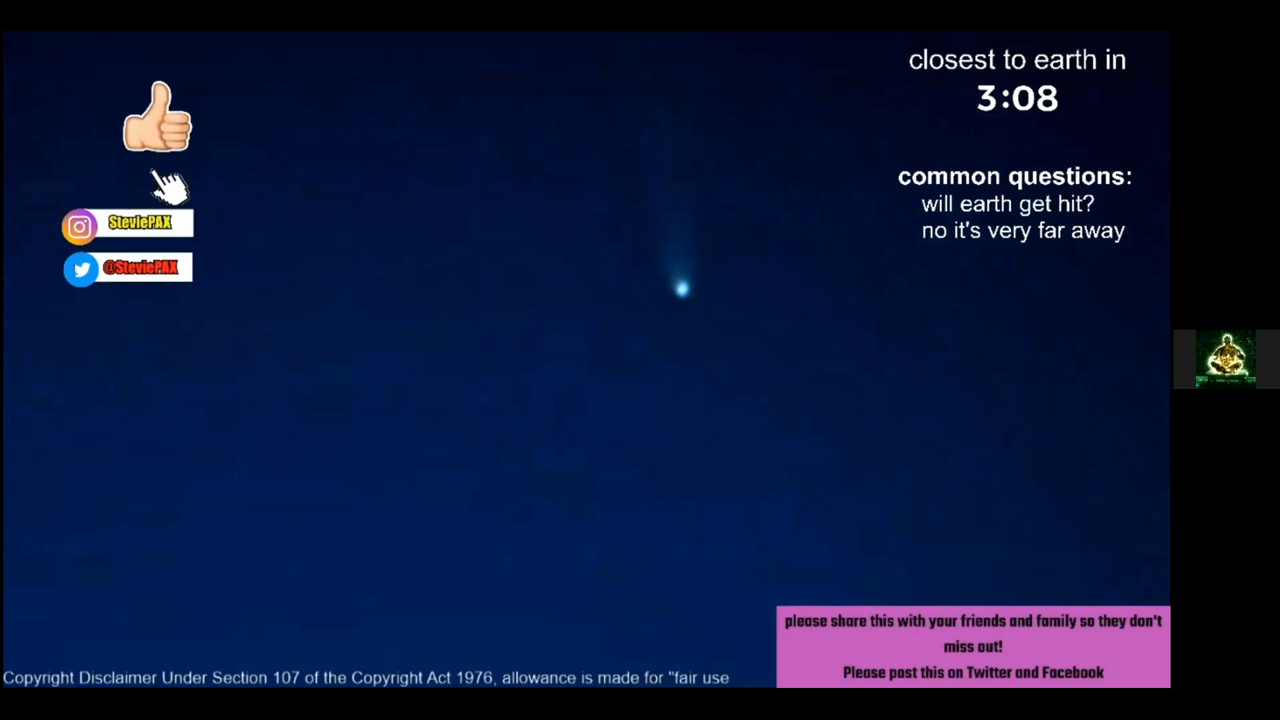 closest to earth in
3:08
common questions:
will earth get hit?
no it's very far away
SteviePAX
@SteviePAX
please share this with your friends and family so they don't
miss out!
Please post this on Twitter and Facebook
Copyright Disclaimer Under Section 107 of the Copyright Act 1976, allowance is made for "fair use